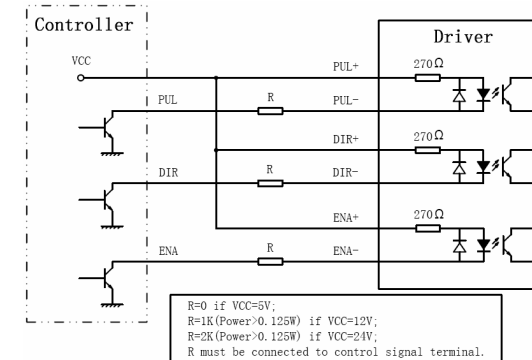 Controller
Driver
VCC
PUL+
270Ω
PUL
R
PUL-
DIR+
270Ω
DIR
R
DIR-
ENA+
270Ω
ENA
R
ENA-
R=0 if VCC=5V;
R=1K(Power>0.125W) if VCC=12V;
R=2K(Power>0.125W) if VCC=24V;
R must be connected to control signal terminal.